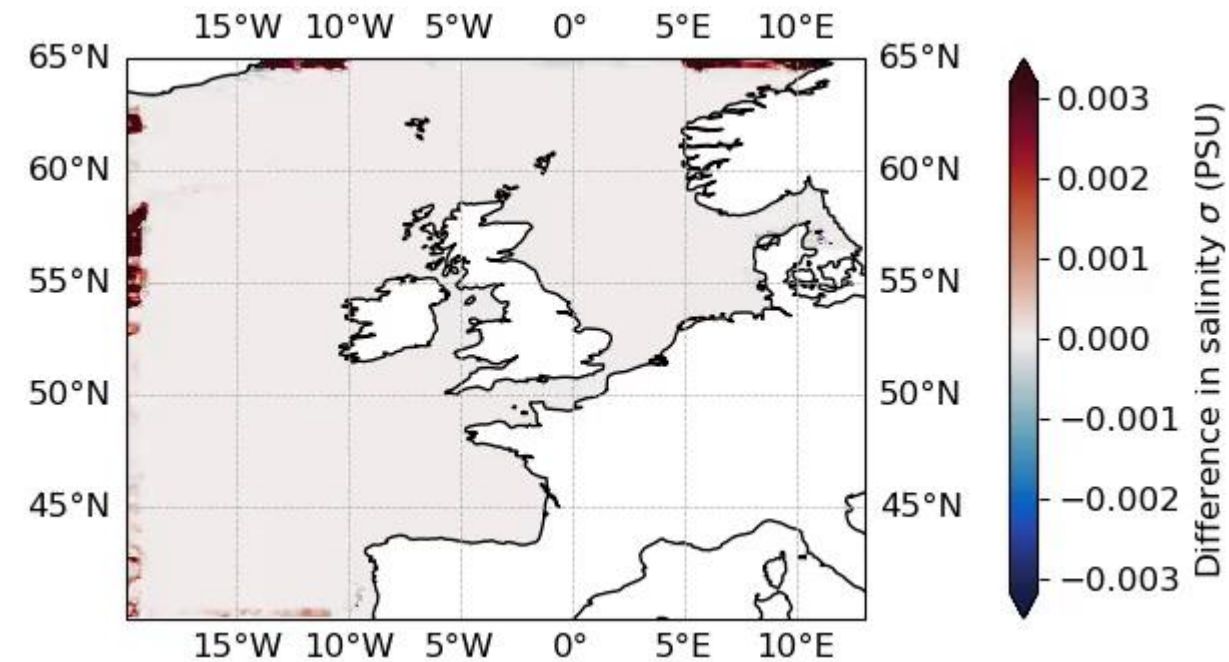 15°W 10°W 5°W 0° 5°E 10°E
65°N 65°N
60°N 60°N
55°N 55°N
50°N 50°N
45°N 45°N
15°W 10°W 5°W 0° 5°E 10°E
0.003
0.002
0.001
0.000
−0.001
−0.002
−0.003
Difference in salinity σ (PSU)